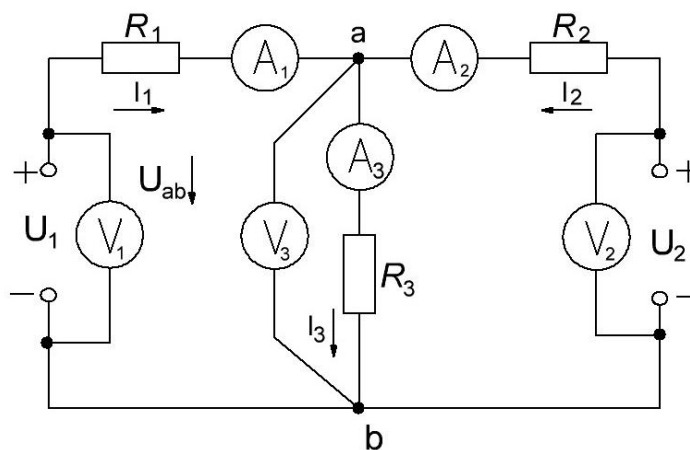 R1 A1 a A2 R2
I1 I2
A3
+ Uab +
U1 V1 V3 V2 U2
R3
− −
I3
b